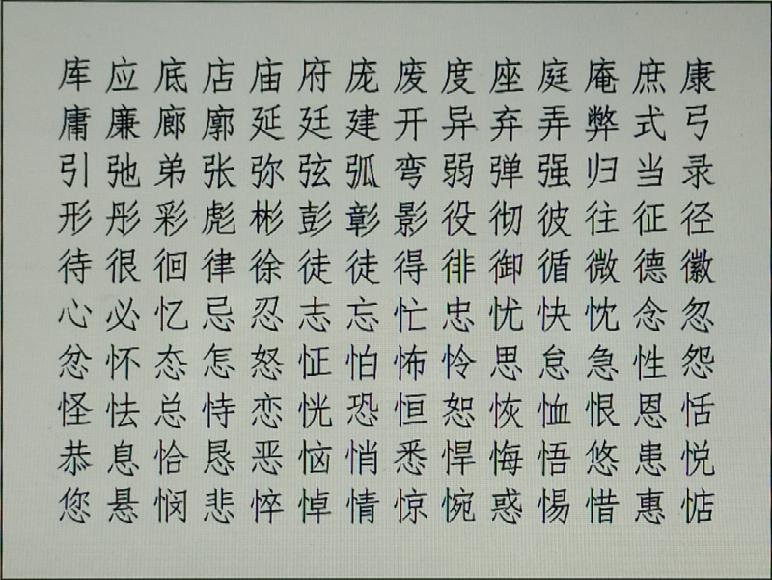 库应底店庙府庞废度座庭庵庶康
庸廉廊廓延廷建开异弃弄弊式弓
引弛弟张弥弦弧弯弱弹强归当录
形彤彩彪彬彭彰影役彻彼往征径
待很徊律徐徒徒得徘御循微德徽
心必忆忌忍志忘忙忠忧快忱念忽
忿怀态怎怒怔怕怖怜思怠急性怨
怪怯总恃恋恍恐恒恕恢恤恨恩恬
恭息恰恳恶恼悄悉悍悔悟悠患悦
您悬悯悲悴悼情惊惋惑惕惜惠惦